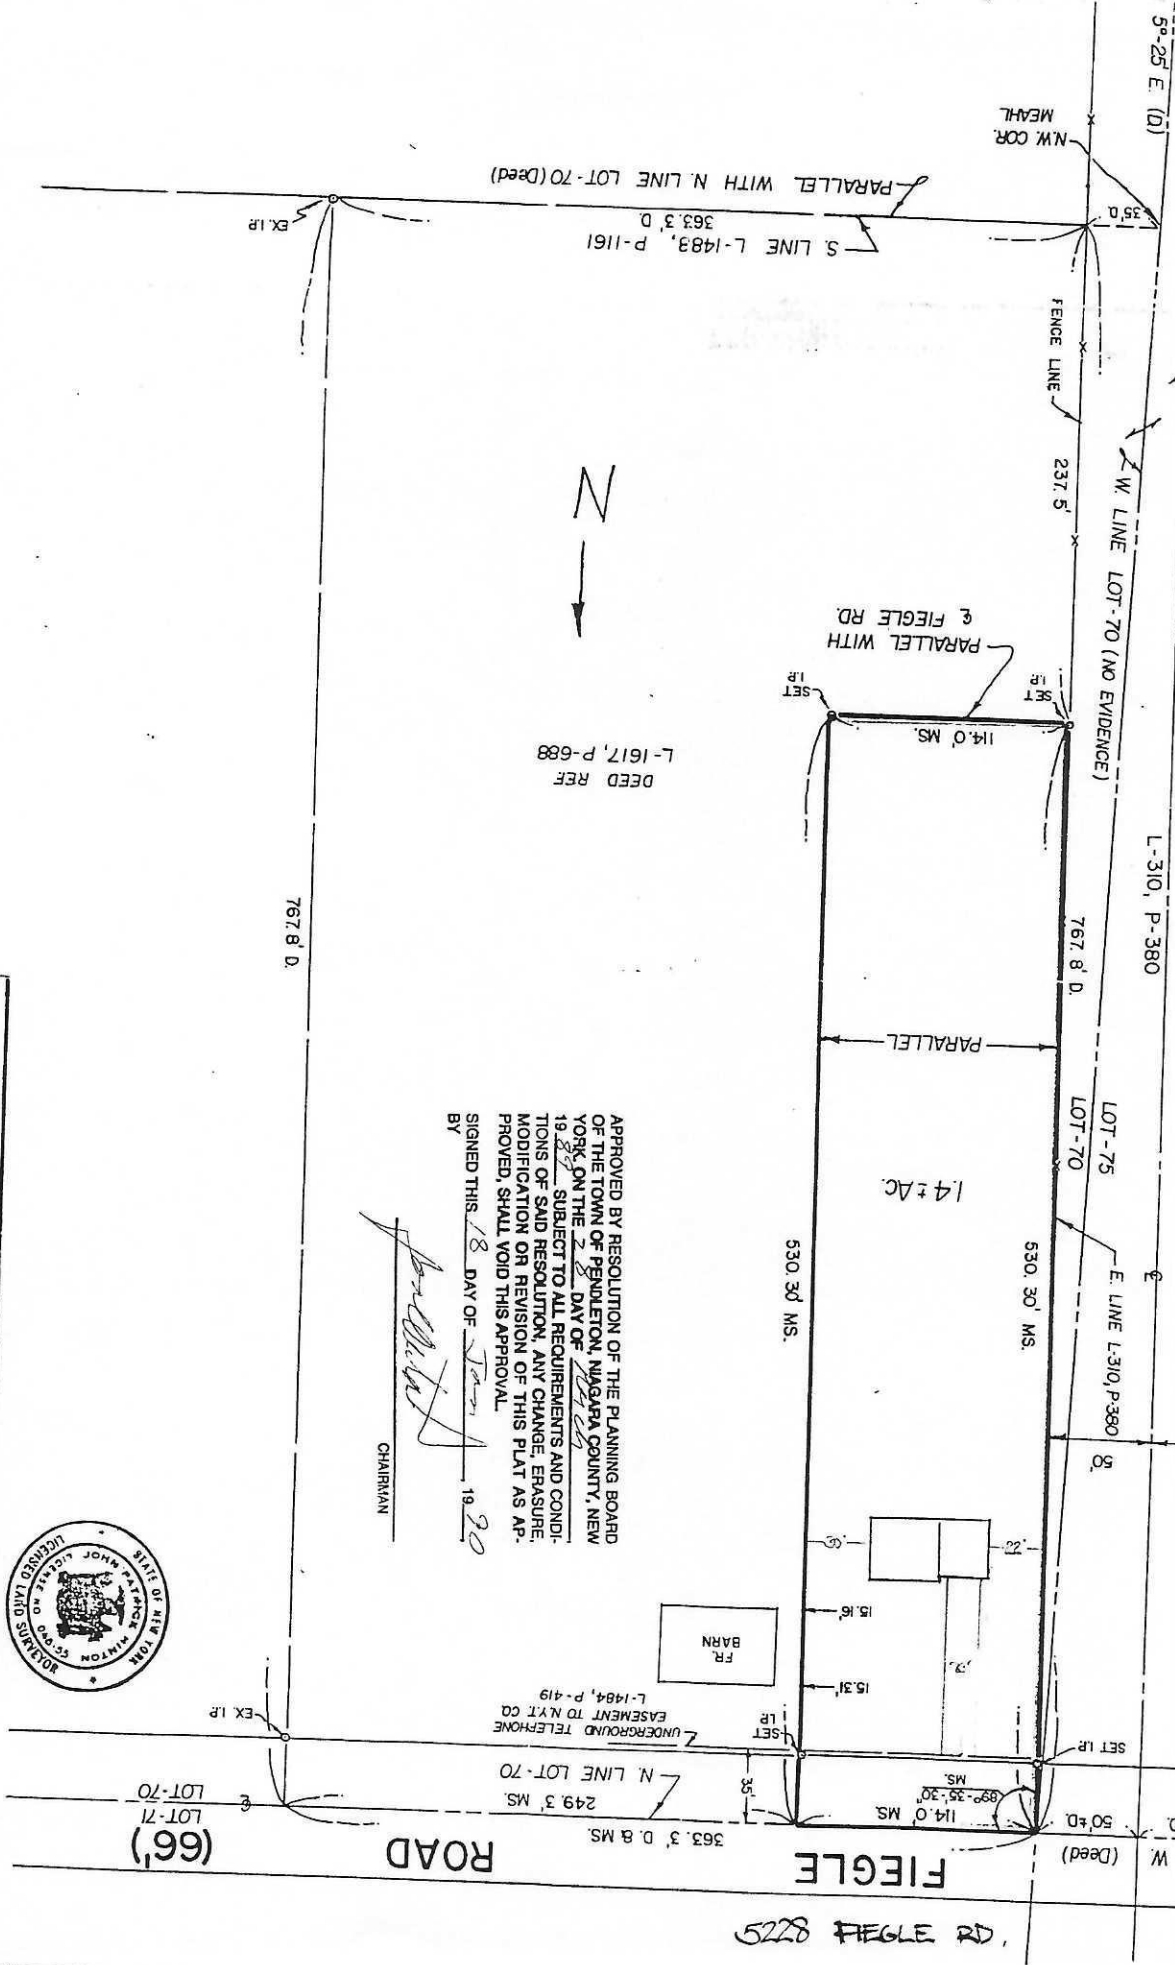 5°-25' E (D)
N.W. COR.
MEAHL
35' D.
PARALLEL WITH N. LINE LOT-70 (Deed)
363.3' D.
S. LINE L-1483, P-1161
EX. I.P.
FENCE LINE
237.5'
W. LINE LOT-70 (NO EVIDENCE)
N
PARALLEL WITH
℄ FIEGLE RD.
SET
I.P.
SET
I.P.
114.0' MS.
DEED REF.
L-1617, P-688
L-310, P-380
767.8' D.
767.8' D.
PARALLEL
LOT-75
LOT-70
1.4 ± AC.
E. LINE L-310, P-380
℄
50'
530.30' MS.
530.30' MS.
APPROVED BY RESOLUTION OF THE PLANNING BOARD
OF THE TOWN OF PENDLETON, NIAGARA COUNTY, NEW
YORK, ON THE 28 DAY OF
1989 SUBJECT TO ALL REQUIREMENTS AND CONDI-
TIONS OF SAID RESOLUTION, ANY CHANGE, ERASURE,
MODIFICATION OR REVISION OF THIS PLAT AS AP-
PROVED, SHALL VOID THIS APPROVAL.
SIGNED THIS 18 DAY OF Jan, 1990
BY
CHAIRMAN
STATE OF NEW YORK
JOHN PATRICK HINTON
LICENSE NO.
LICENSED LAND SURVEYOR
22'
15.16'
15.31'
FR.
BARN
UNDERGROUND TELEPHONE
EASEMENT TO N.Y.T. CO.
L-1484, P-419
SET
I.P.
SET I.P.
EX. I.P.
35'
N. LINE LOT-70
249.3' MS.
363.3' D. & MS.
114.0' MS.
89°-35'-30"
MS.
50'± D.
(Deed)
W.
LOT-70
LOT-71
℄
FIEGLE ROAD (66')
5228 FIEGLE RD.